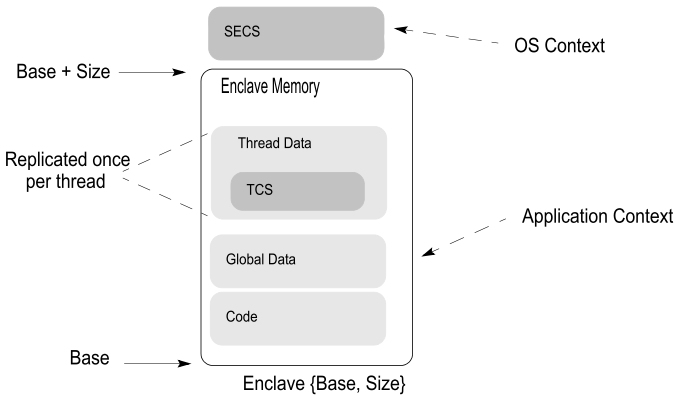 SECS
OS Context
Base + Size
Enclave Memory
Thread Data
Replicated once
per thread
TCS
Application Context
Global Data
Code
Base
Enclave {Base, Size}